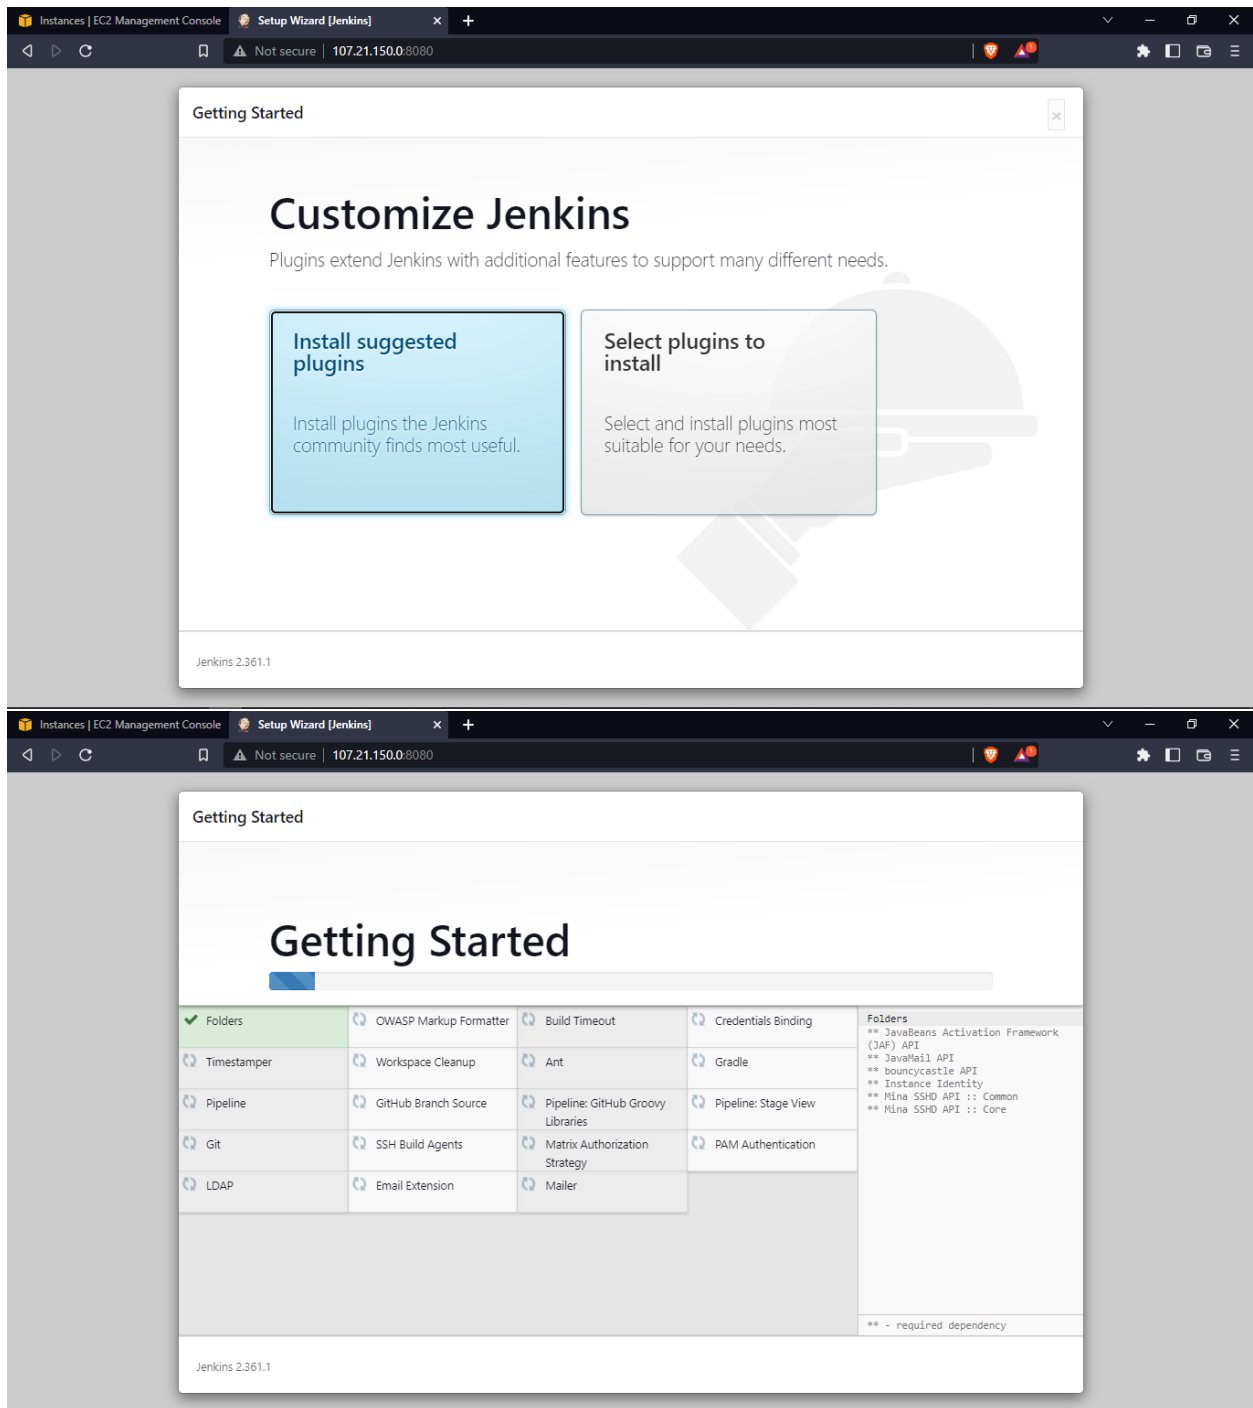 Instances | EC2 Management Console
Setup Wizard [Jenkins]
Not secure | 107.21.150.0:8080
Getting Started
Customize Jenkins
Plugins extend Jenkins with additional features to support many different needs.
Install suggested
plugins
Install plugins the Jenkins
community finds most useful.
Select plugins to
install
Select and install plugins most
suitable for your needs.
Jenkins 2.361.1
Instances | EC2 Management Console
Setup Wizard [Jenkins]
Not secure | 107.21.150.0:8080
Getting Started
Getting Started
Folders
OWASP Markup Formatter
Build Timeout
Credentials Binding
Timestamper
Workspace Cleanup
Ant
Gradle
Pipeline
GitHub Branch Source
Pipeline: GitHub Groovy
Libraries
Pipeline: Stage View
Git
SSH Build Agents
Matrix Authorization
Strategy
PAM Authentication
LDAP
Email Extension
Mailer
Folders
** JavaBeans Activation Framework
(JAF) API
** JavaMail API
** bouncycastle API
** Instance Identity
** Mina SSHD API :: Common
** Mina SSHD API :: Core
** - required dependency
Jenkins 2.361.1